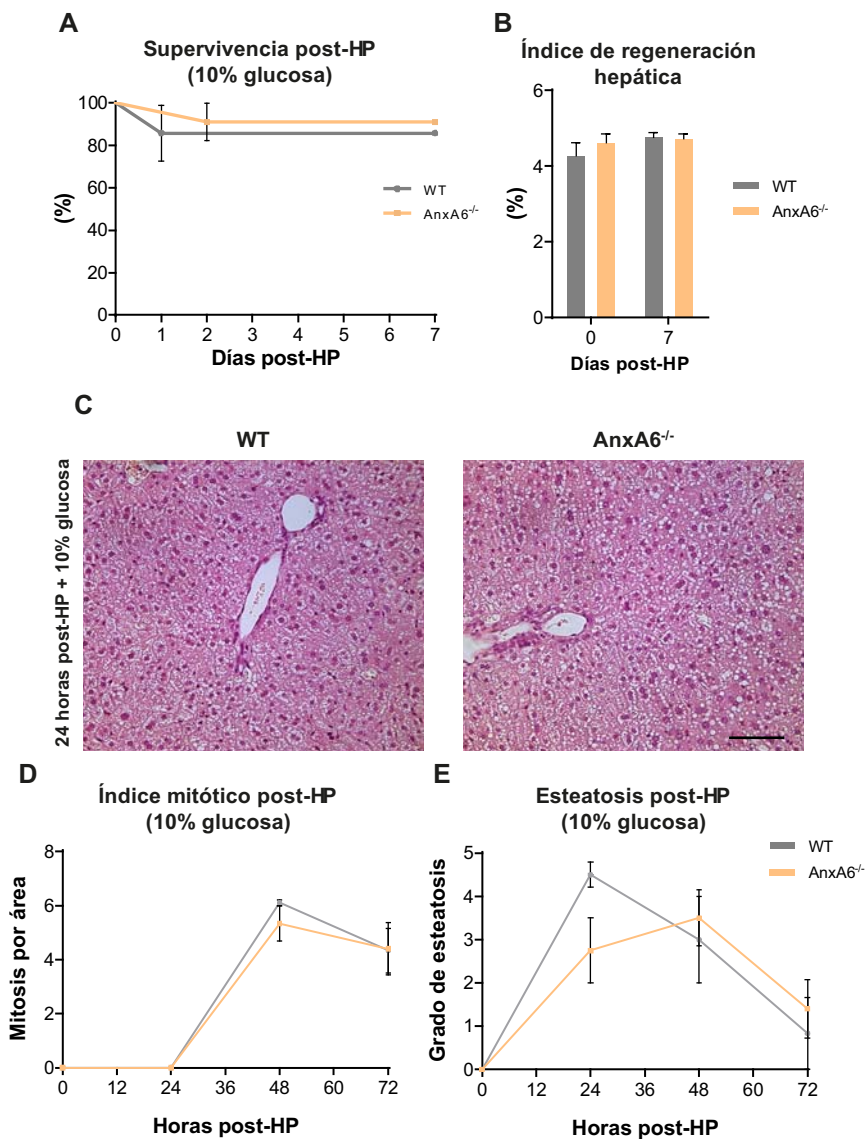 A
Supervivencia post-HP
(10% glucosa)
100
80
60
40
20
0
(%)
0 1 2 3 4 5 6 7
Días post-HP
WT
AnxA6-/-
B
Índice de regeneración
hepática
6
4
2
0
(%)
0 7
Días post-HP
WT
AnxA6-/-
C
WT
AnxA6-/-
24 horas post-HP + 10% glucosa
D
Índice mitótico post-HP
(10% glucosa)
8
6
4
2
0
Mitosis por área
0 12 24 36 48 60 72
Horas post-HP
E
Esteatosis post-HP
(10% glucosa)
5
4
3
2
1
0
Grado de esteatosis
0 12 24 36 48 60 72
Horas post-HP
WT
AnxA6-/-